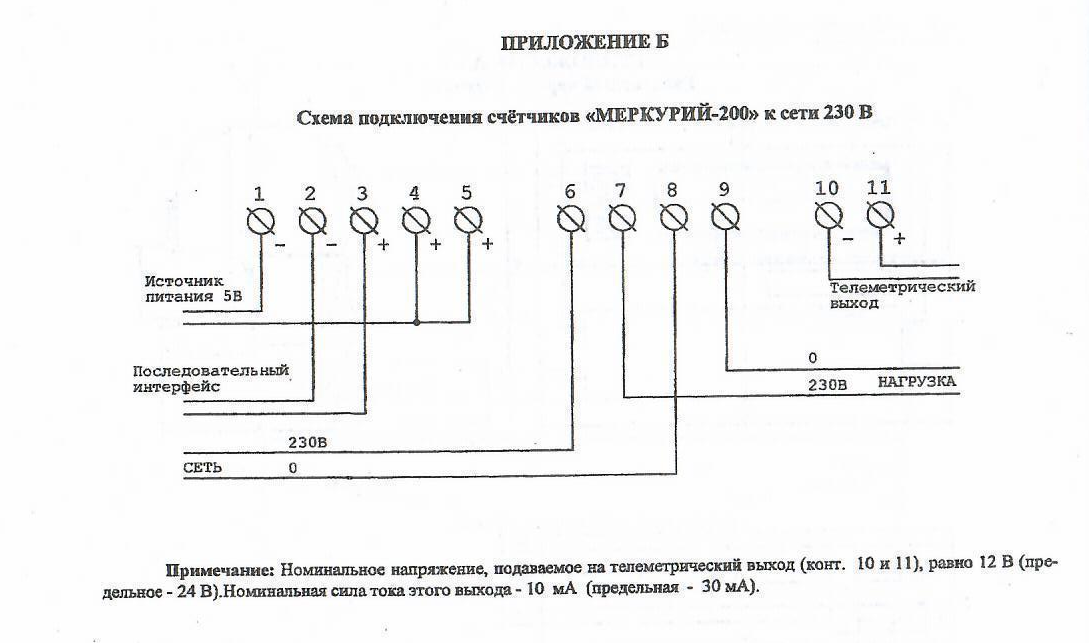 ПРИЛОЖЕНИЕ Б
Схема подключения счётчиков «МЕРКУРИЙ-200» к сети 230 В
1 2 3 4 5 6 7 8 9 10 11
- - + + + - +
Источник
питания 5В
Телеметрический
выход
Последовательный
интерфейс
0
230В НАГРУЗКА
230В
СЕТЬ 0
Примечание: Номинальное напряжение, подаваемое на телеметрический выход (конт. 10 и 11), равно 12 В (пре-
дельное - 24 В).Номинальная сила тока этого выхода - 10 мА (предельная - 30 мА).